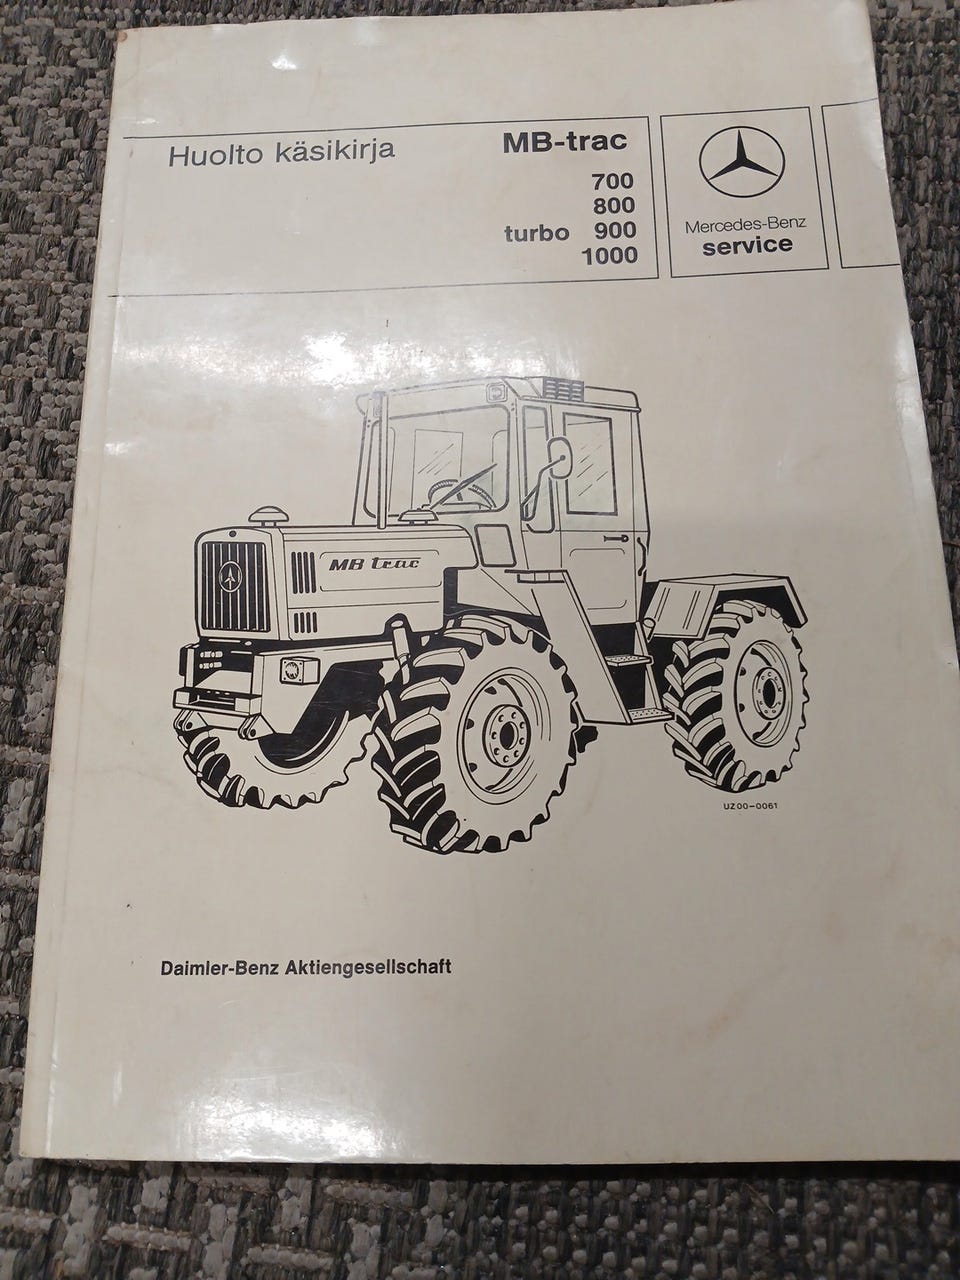 Huolto käsikirja
MB-trac
700
800
turbo 900
1000
Mercedes-Benz
service
MB trac
UZ00-0061
Daimler-Benz Aktiengesellschaft